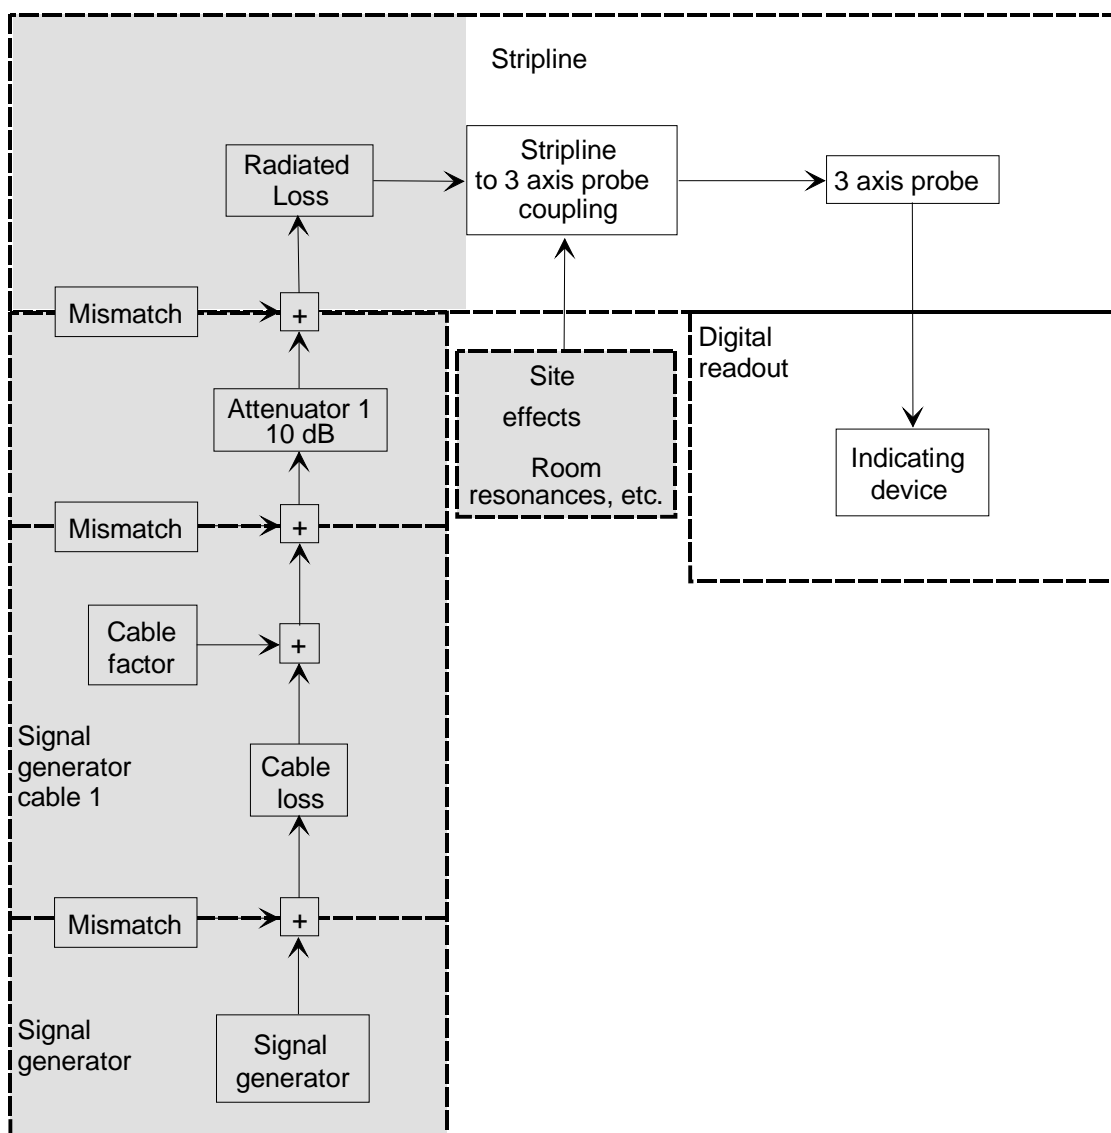 Stripline
Radiated
Loss
Stripline
to 3 axis probe
coupling
3 axis probe
Mismatch
+
Digital
readout
Attenuator 1
10 dB
Site
effects
Room
resonances, etc.
Indicating
device
Mismatch
+
Cable
factor
+
Signal
generator
cable 1
Cable
loss
Mismatch
+
Signal
generator
Signal
generator